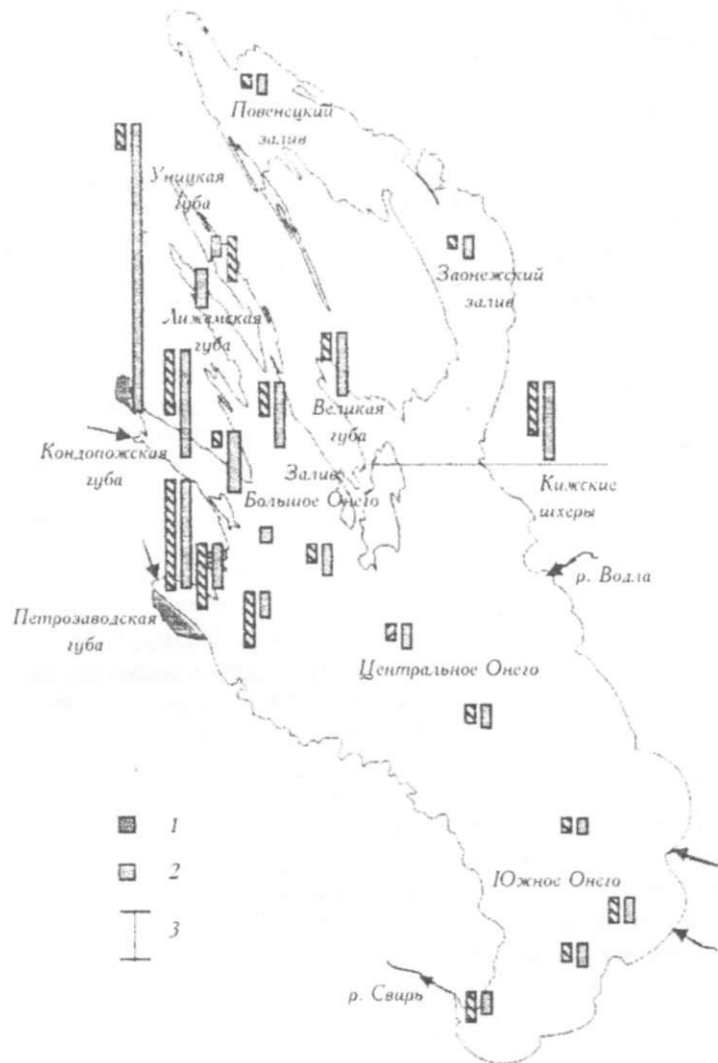 Повенецкий
залив
Уницкая
губа
Заонежский
залив
Лижемская
губа
Великая
губа
Кондопожская
губа
Залив
Большое Онего
Кижские
шхеры
р. Водла
Петрозаводская
губа
Центральное Онего
1
2
Южное Онего
3
р. Свирь